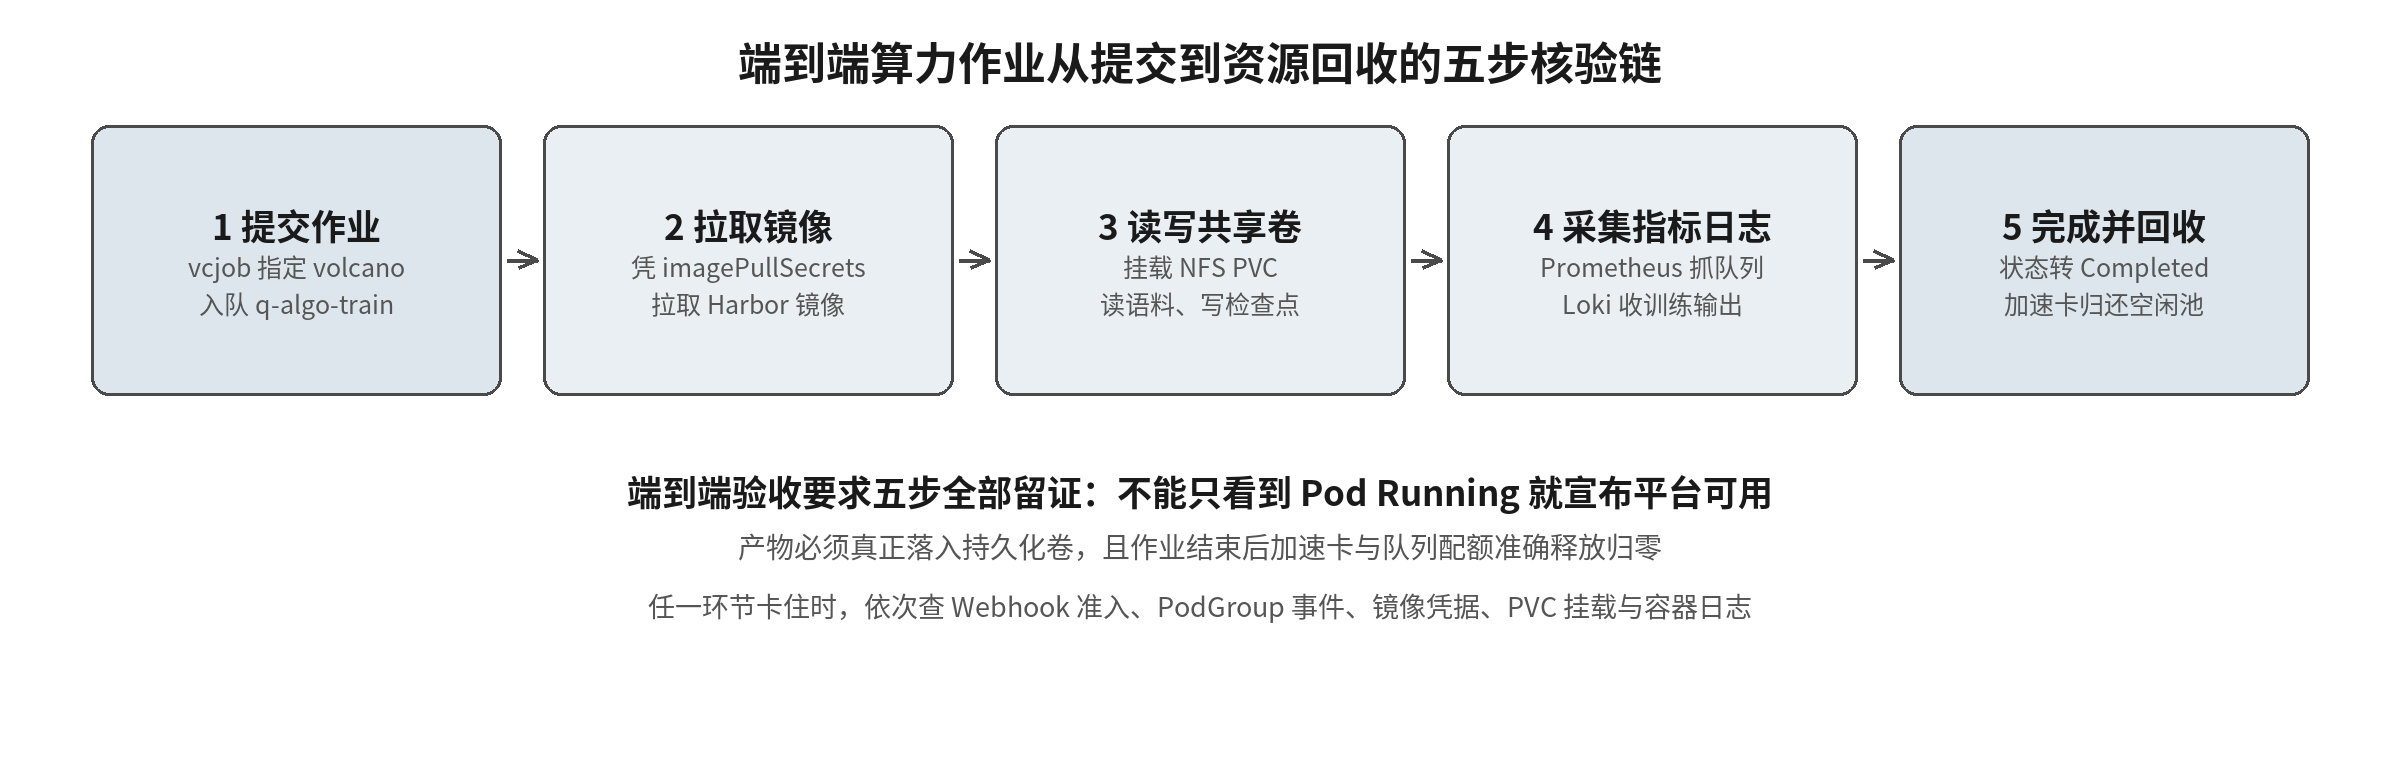 端到端算力作业从提交到资源回收的五步核验链
1 提交作业
vcjob 指定 volcano
入队 q-algo-train
2 拉取镜像
凭 imagePullSecrets
拉取 Harbor 镜像
3 读写共享卷
挂载 NFS PVC
读语料、写检查点
4 采集指标日志
Prometheus 抓队列
Loki 收训练输出
5 完成并回收
状态转 Completed
加速卡归还空闲池
端到端验收要求五步全部留证：不能只看到 Pod Running 就宣布平台可用
产物必须真正落入持久化卷，且作业结束后加速卡与队列配额准确释放归零
任一环节卡住时，依次查 Webhook 准入、PodGroup 事件、镜像凭据、PVC 挂载与容器日志